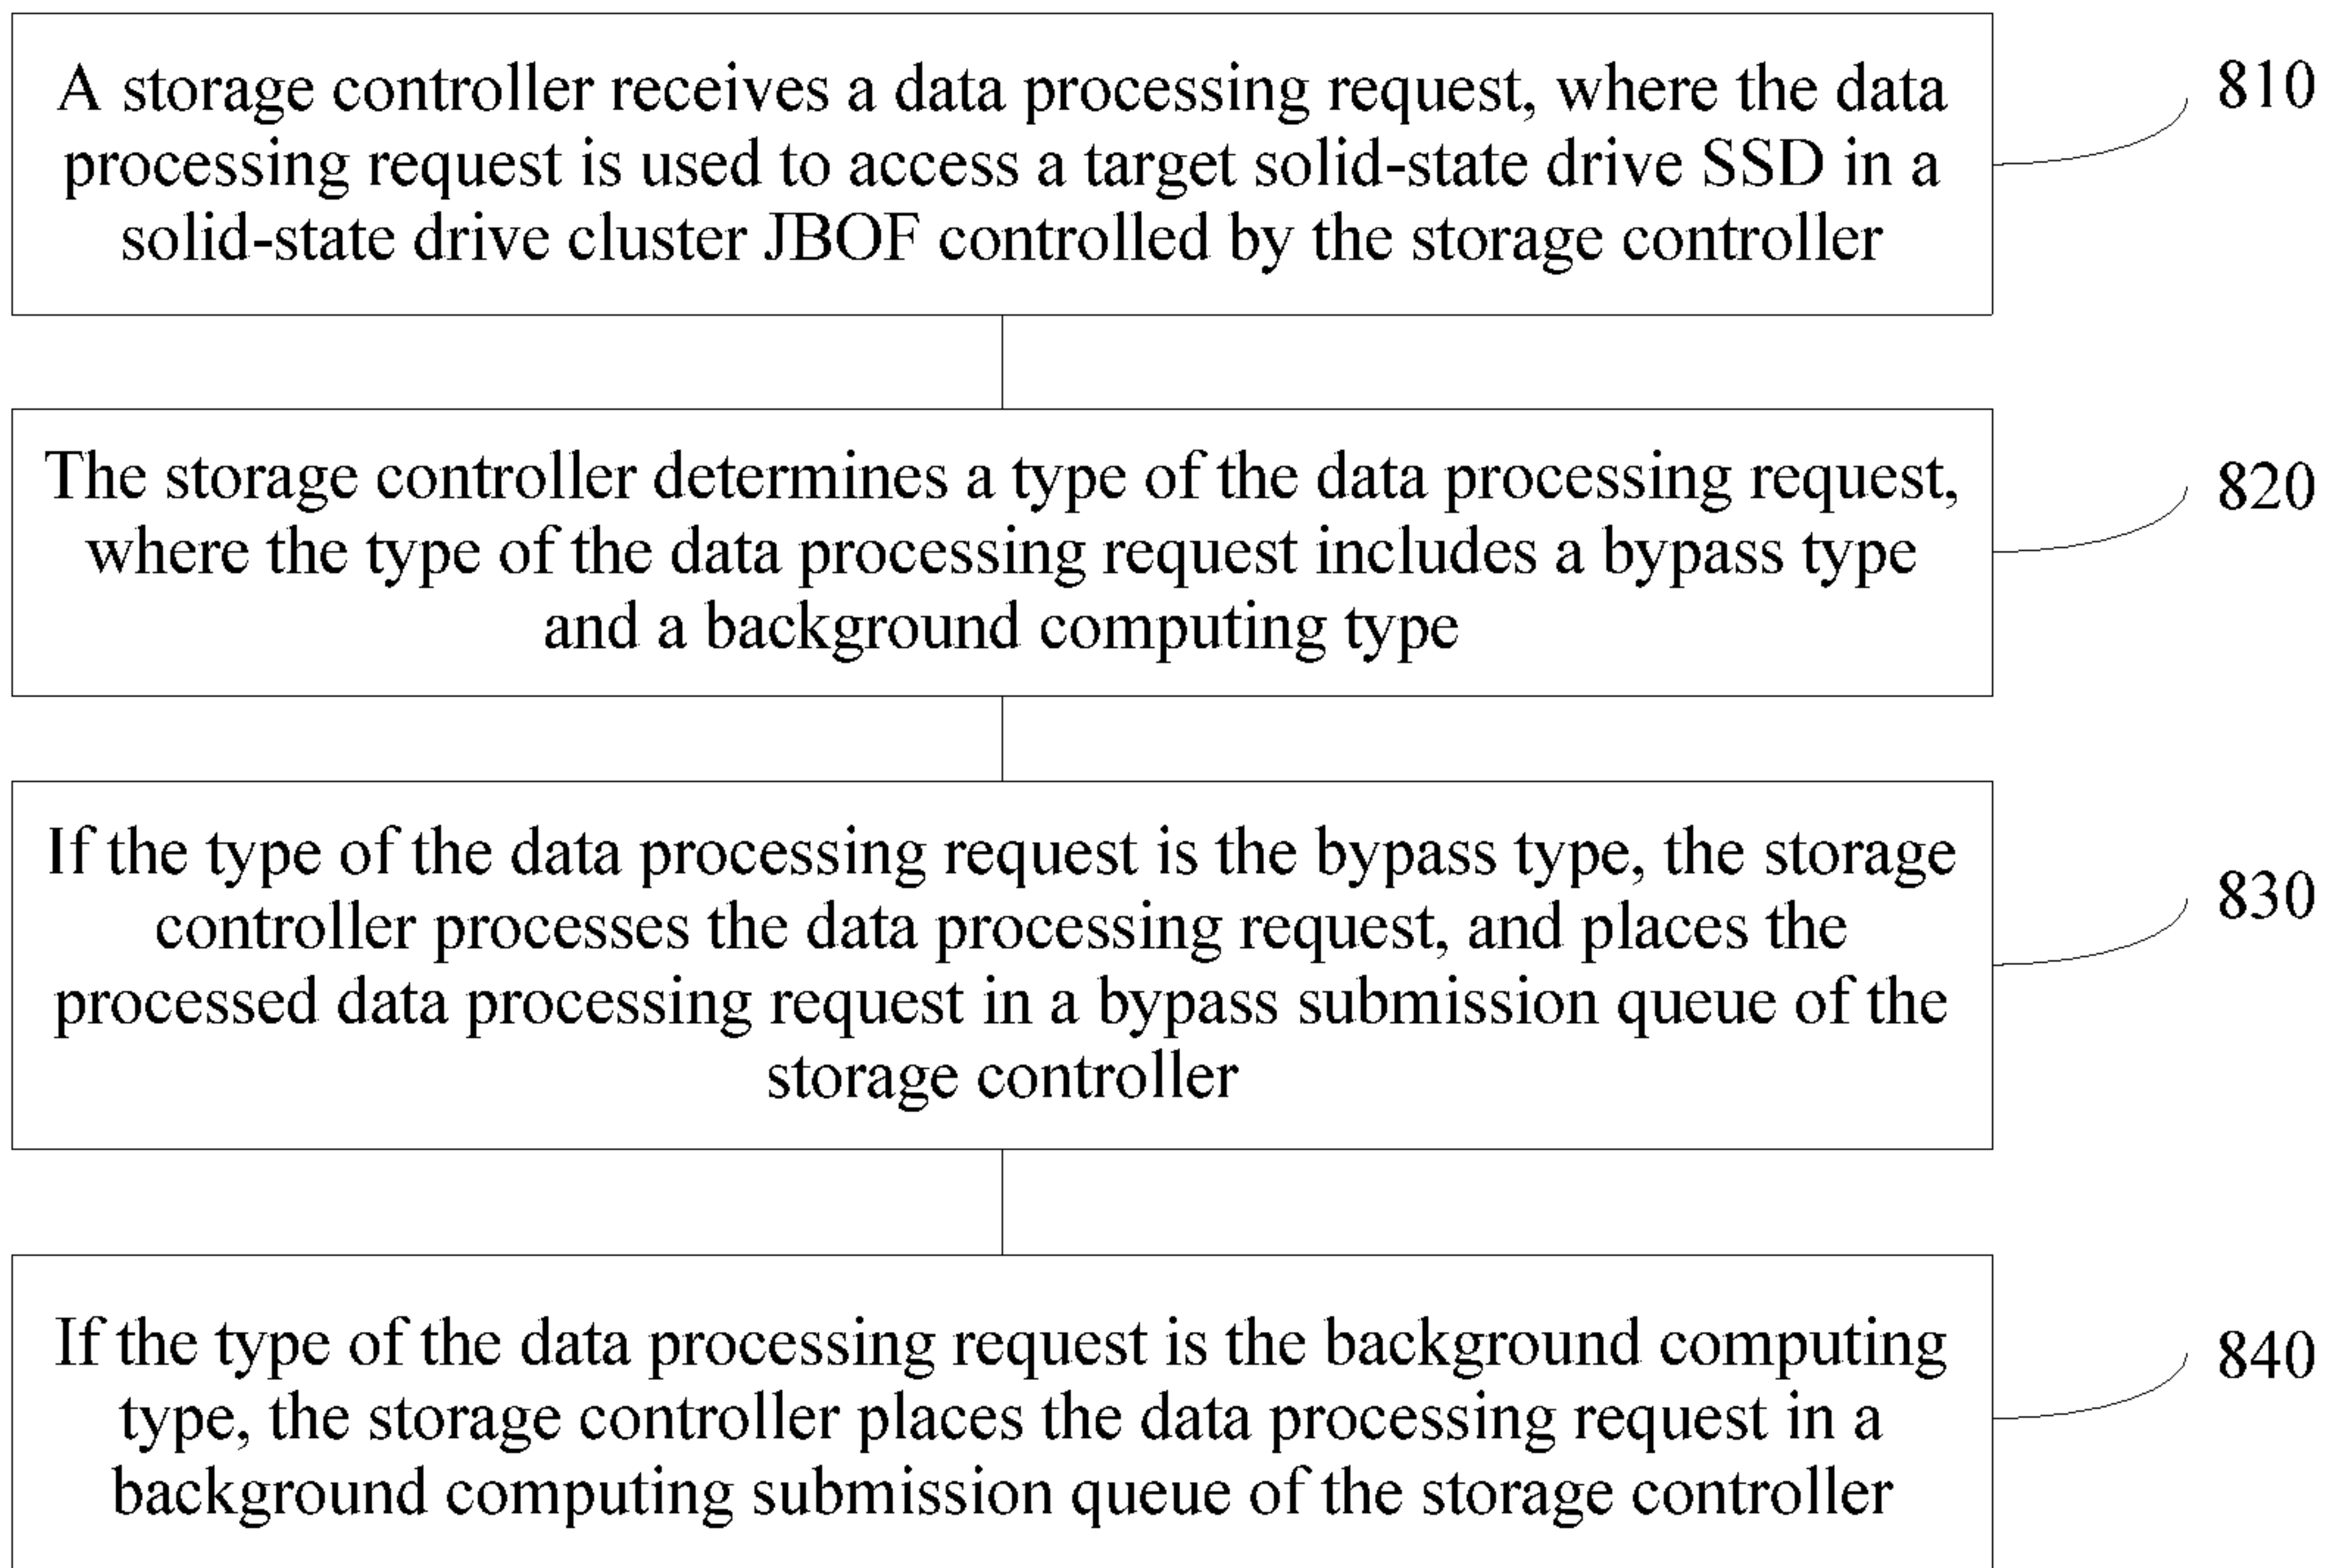 A storage controller receives a data processing request, where the data
processing request is used to access a target solid-state drive SSD in a
solid-state drive cluster JBOF controlled by the storage controller
810
The storage controller determines a type of the data processing request,
where the type of the data processing request includes a bypass type
and a background computing type
820
If the type of the data processing request is the bypass type, the storage
controller processes the data processing request, and places the
processed data processing request in a bypass submission queue of the
storage controller
830
If the type of the data processing request is the background computing
type, the storage controller places the data processing request in a
background computing submission queue of the storage controller
840